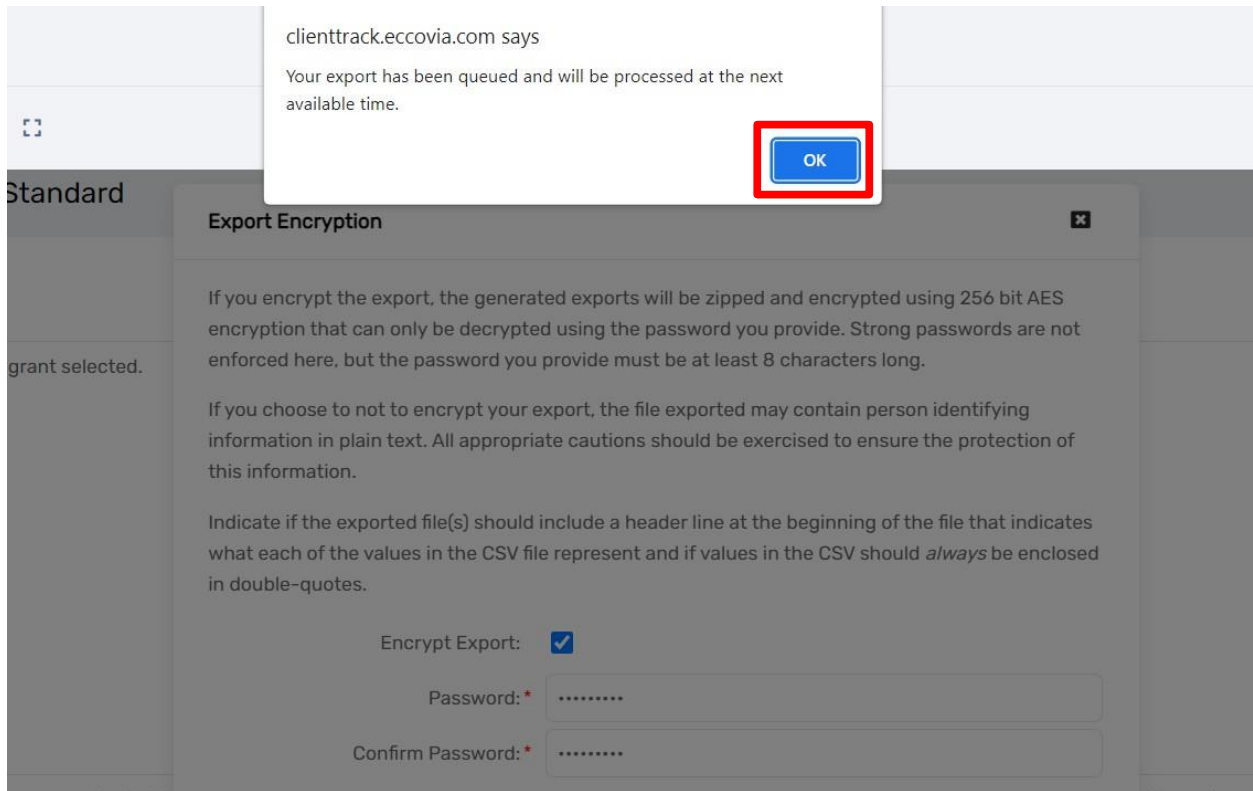 clienttrack.eccovia.com says
Your export has been queued and will be processed at the next
available time.
OK
Standard
Export Encryption
If you encrypt the export, the generated exports will be zipped and encrypted using 256 bit AES
encryption that can only be decrypted using the password you provide. Strong passwords are not
enforced here, but the password you provide must be at least 8 characters long.
grant selected.
If you choose to not to encrypt your export, the file exported may contain person identifying
information in plain text. All appropriate cautions should be exercised to ensure the protection of
this information.
Indicate if the exported file(s) should include a header line at the beginning of the file that indicates
what each of the values in the CSV file represent and if values in the CSV should always be enclosed
in double-quotes.
Encrypt Export:
Password:* •••••••••
Confirm Password:* •••••••••